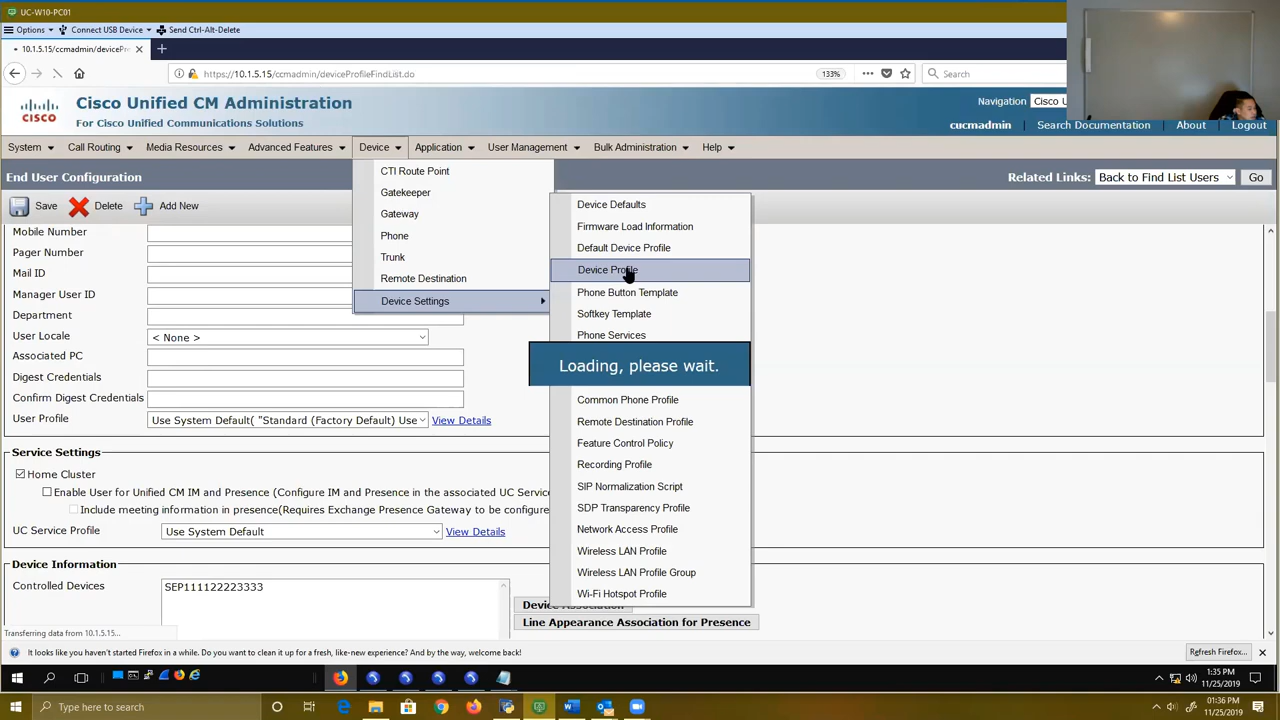 UC-W10-PC01
Options Connect USB Device Send Ctrl-Alt-Delete
10.1.5.15/ccmadmin/devicePr
https://10.1.5.15/ccmadmin/deviceProfileFindList.do 133% Search
Cisco Unified CM Administration
CISCO For Cisco Unified Communications Solutions
Navigation Cisco U
cucmadmin Search Documentation About Logout
System Call Routing Media Resources Advanced Features Device Application User Management Bulk Administration Help
End User Configuration
Related Links: Back to Find List Users Go
Save Delete Add New
CTI Route Point
Gatekeeper
Gateway
Phone
Trunk
Remote Destination
Device Settings
Device Defaults
Firmware Load Information
Default Device Profile
Device Profile
Phone Button Template
Softkey Template
Phone Services
Loading, please wait.
Common Phone Profile
Remote Destination Profile
Feature Control Policy
Recording Profile
SIP Normalization Script
SDP Transparency Profile
Network Access Profile
Wireless LAN Profile
Wireless LAN Profile Group
Wi-Fi Hotspot Profile
Mobile Number
Pager Number
Mail ID
Manager User ID
Department
User Locale < None >
Associated PC
Digest Credentials
Confirm Digest Credentials
User Profile Use System Default( "Standard (Factory Default) Use View Details
Service Settings
Home Cluster
Enable User for Unified CM IM and Presence (Configure IM and Presence in the associated UC Service
Include meeting information in presence(Requires Exchange Presence Gateway to be configure
UC Service Profile Use System Default View Details
Device Information
Controlled Devices SEP111122223333
Device Association
Line Appearance Association for Presence
Transferring data from 10.1.5.15...
It looks like you haven't started Firefox in a while. Do you want to clean it up for a fresh, like-new experience? And by the way, welcome back! Refresh Firefox...
1:35 PM
11/25/2019
Type here to search
01:36 PM
11/25/2019